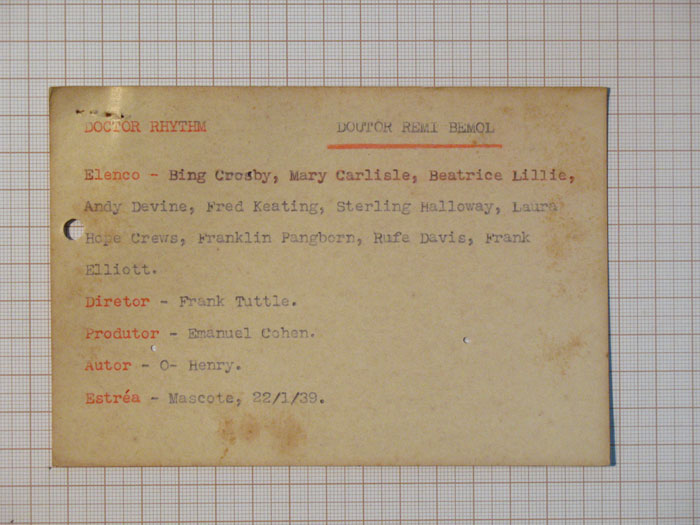 DOCTOR RHYTHM DOUTOR REMI BEMOL
Elenco - Bing Crosby, Mary Carlisle, Beatrice Lillie,
Andy Devine, Fred Keating, Sterling Halloway, Laura
Hope Crews, Franklin Pangborn, Rufe Davis, Frank
Elliott.
Diretor - Frank Tuttle.
Produtor - Emanuel Cohen.
Autor - O- Henry.
Estréa - Mascote, 22/1/39.